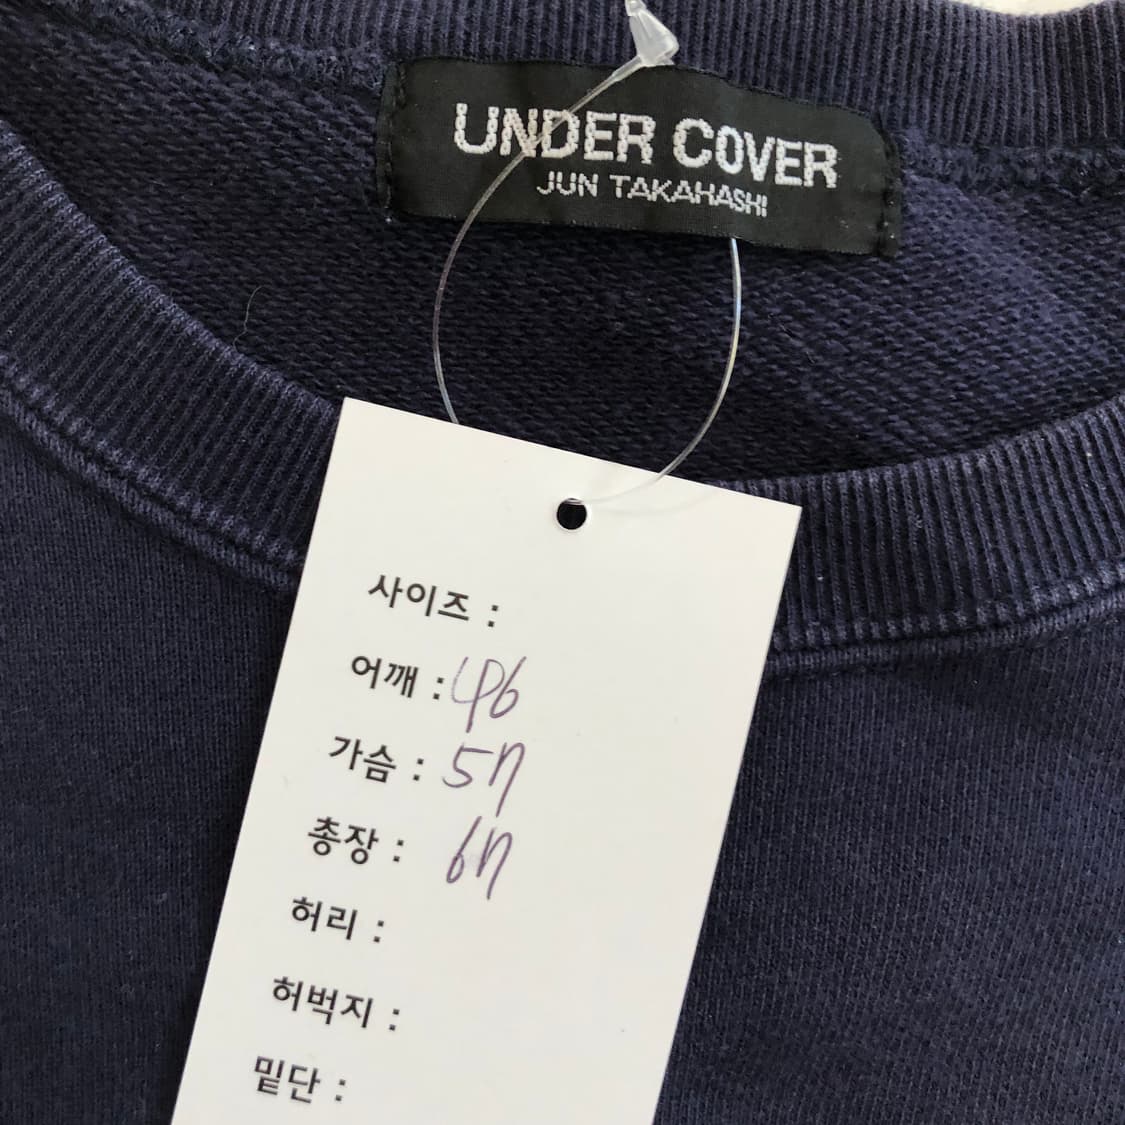 UNDER COVER
JUN TAKAHASHI
사이즈 :
어깨 : 46
가슴 : 57
총장 : 67
허리 :
허벅지 :
밑단 :